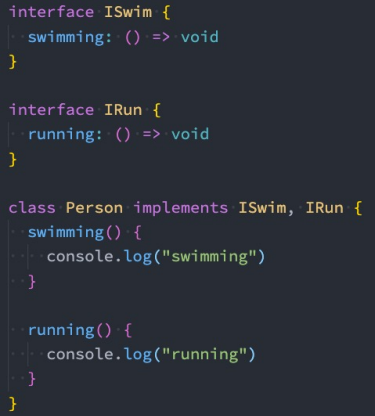 interface ISwim {
  swimming: () => void
}
interface IRun {
  running: () => void
}
class Person implements ISwim, IRun {
  swimming() {
    console.log("swimming")
  }
  running() {
    console.log("running")
  }
}